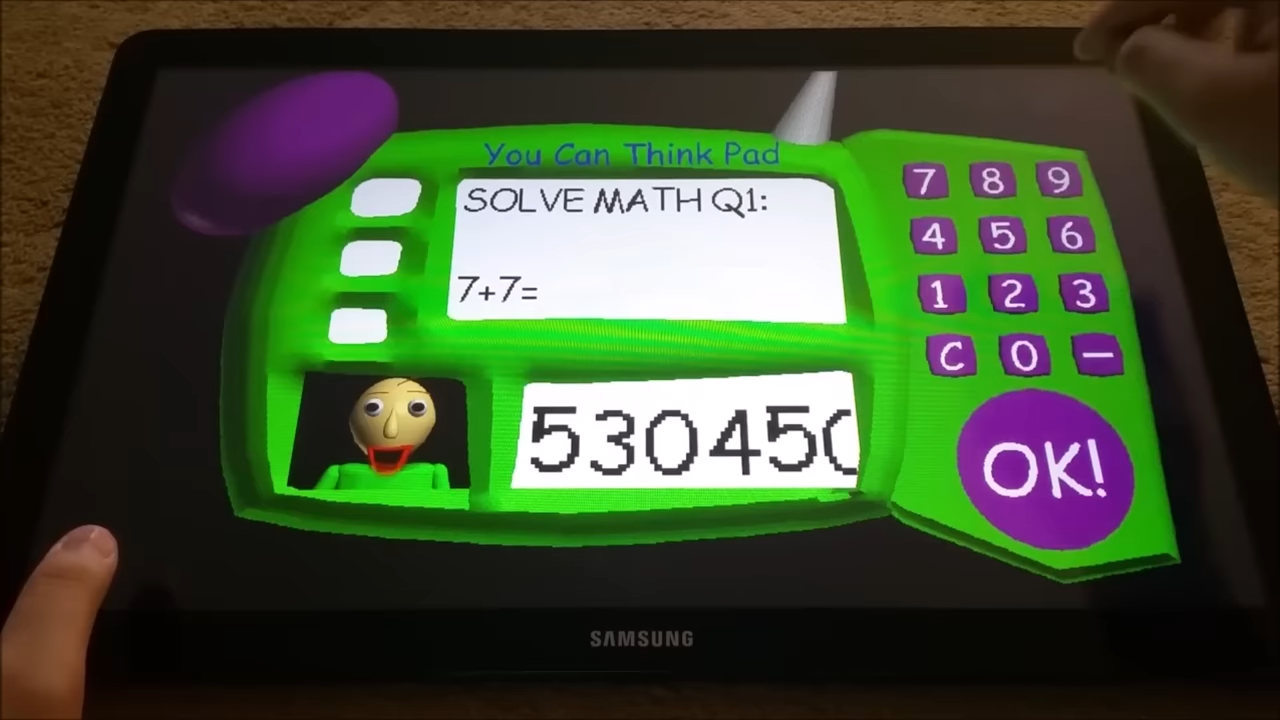 You Can Think Pad
SOLVE MATH Q1:
7+7=
530450
7 8 9
4 5 6
1 2 3
C 0 −
OK!
SAMSUNG